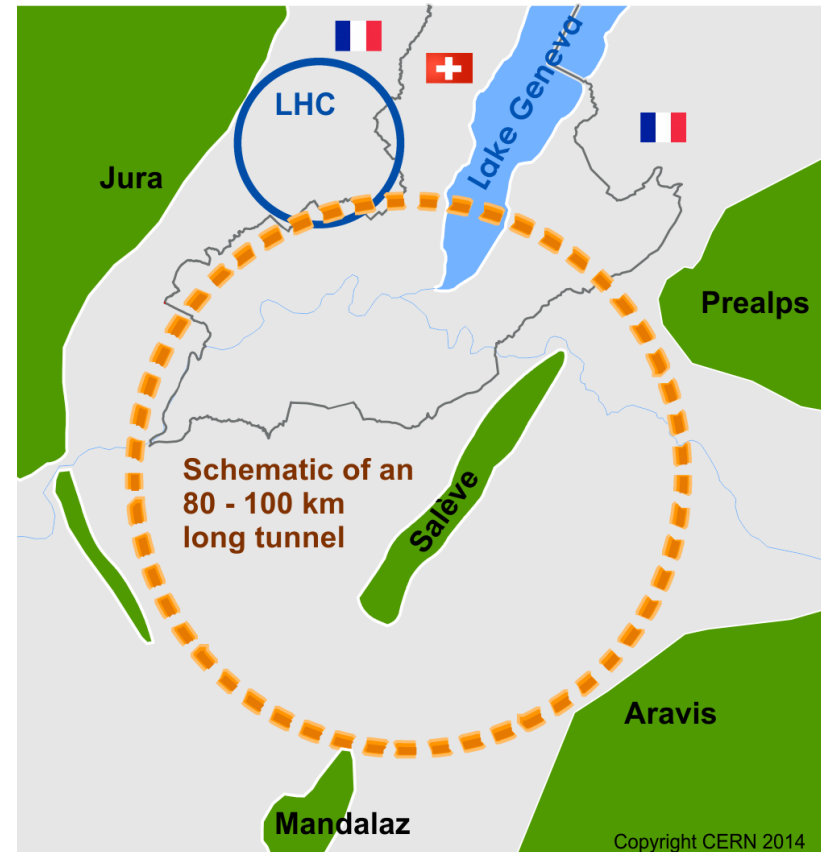 LHC
Lake Geneva
Jura
Prealps
Schematic of an
80 - 100 km
long tunnel
Salève
Aravis
Mandalaz
Copyright CERN 2014